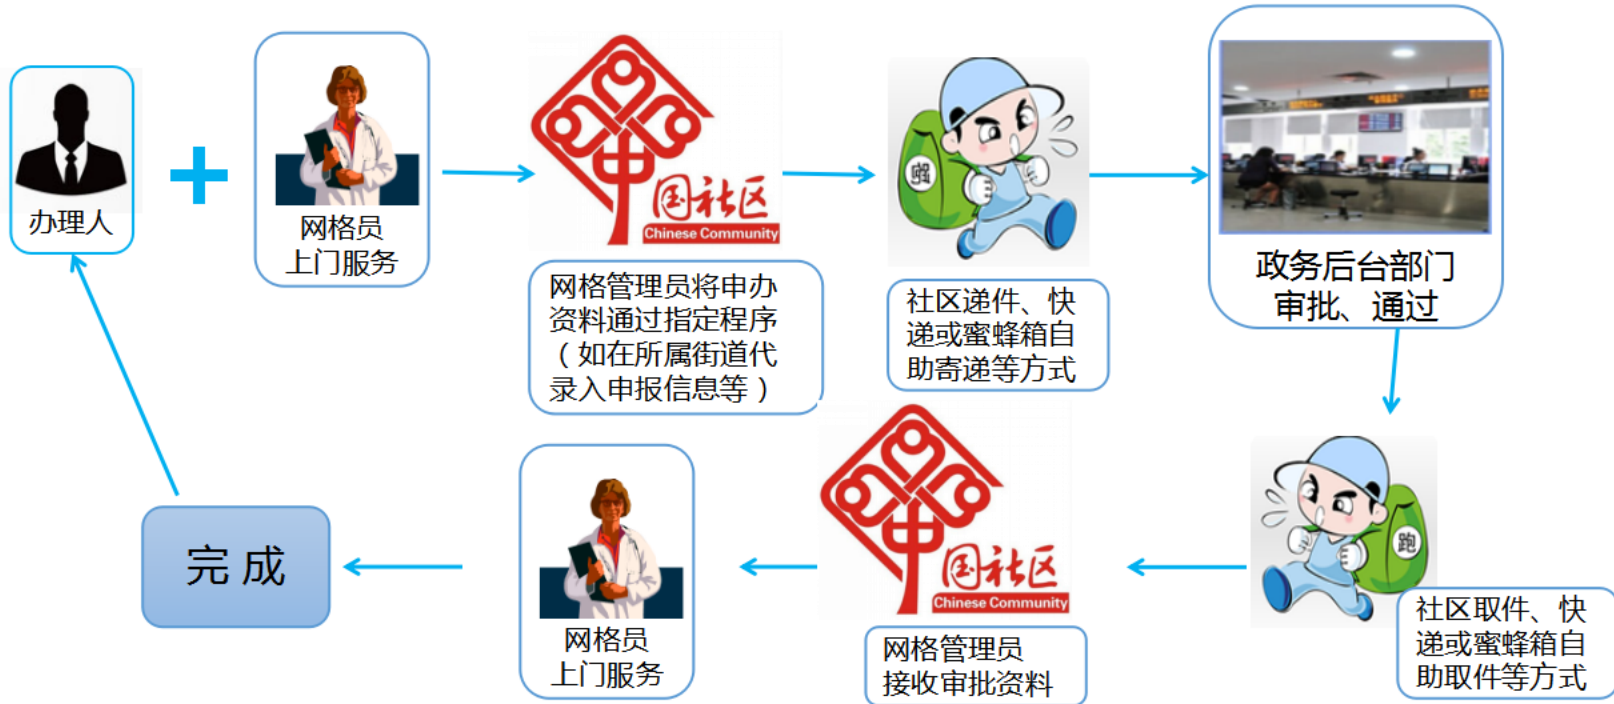 办理人
网格员
上门服务
国社区
Chinese Community
网格管理员将申办
资料通过指定程序
（如在所属街道代
录入申报信息等）
社区递件、快
递或蜜蜂箱自
助寄递等方式
政务后台部门
审批、通过
跑
社区取件、快
递或蜜蜂箱自
助取件等方式
国社区
Chinese Community
网格管理员
接收审批资料
网格员
上门服务
完成